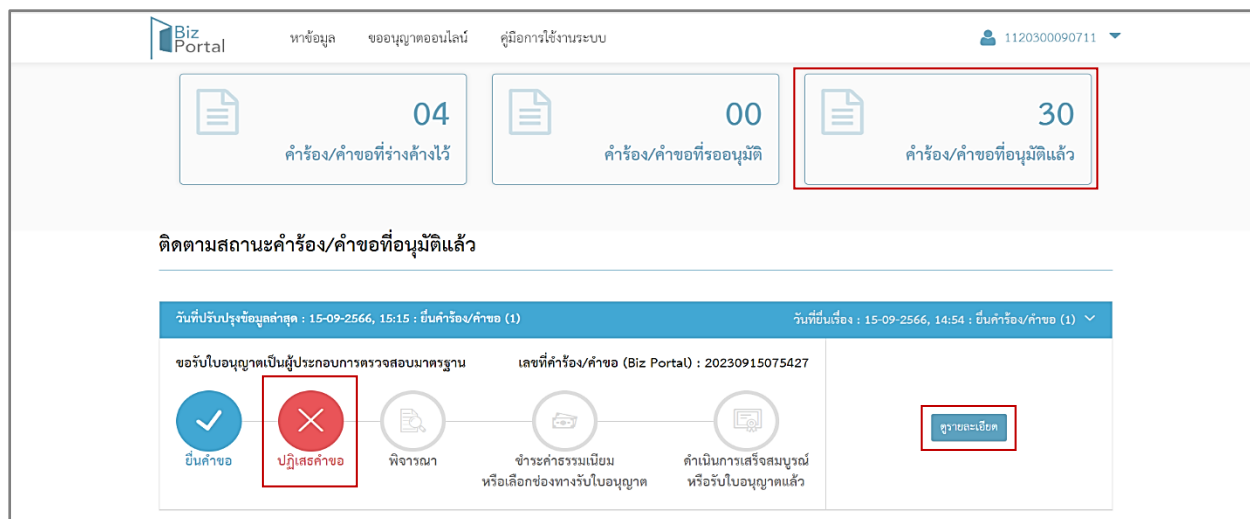 Biz Portal หาข้อมูล ขออนุญาตออนไลน์ คู่มือการใช้งานระบบ 1120300090711
04 00 30
คำร้อง/คำขอที่ร่างค้างไว้ คำร้อง/คำขอที่รออนุมัติ คำร้อง/คำขอที่อนุมัติแล้ว
ติดตามสถานะคำร้อง/คำขอที่อนุมัติแล้ว
วันที่ปรับปรุงข้อมูลล่าสุด : 15-09-2566, 15:15 : ยื่นคำร้อง/คำขอ (1) วันที่ยื่นเรื่อง : 15-09-2566, 14:54 : ยื่นคำร้อง/คำขอ (1)
ขอรับใบอนุญาตเป็นผู้ประกอบการตรวจสอบมาตรฐาน เลขที่คำร้อง/คำขอ (Biz Portal) : 20230915075427
ดูรายละเอียด
ยื่นคำขอ ปฏิเสธคำขอ พิจารณา ชำระค่าธรรมเนียม ดำเนินการเสร็จสมบูรณ์
หรือเลือกช่องทางรับใบอนุญาต หรือรับใบอนุญาตแล้ว